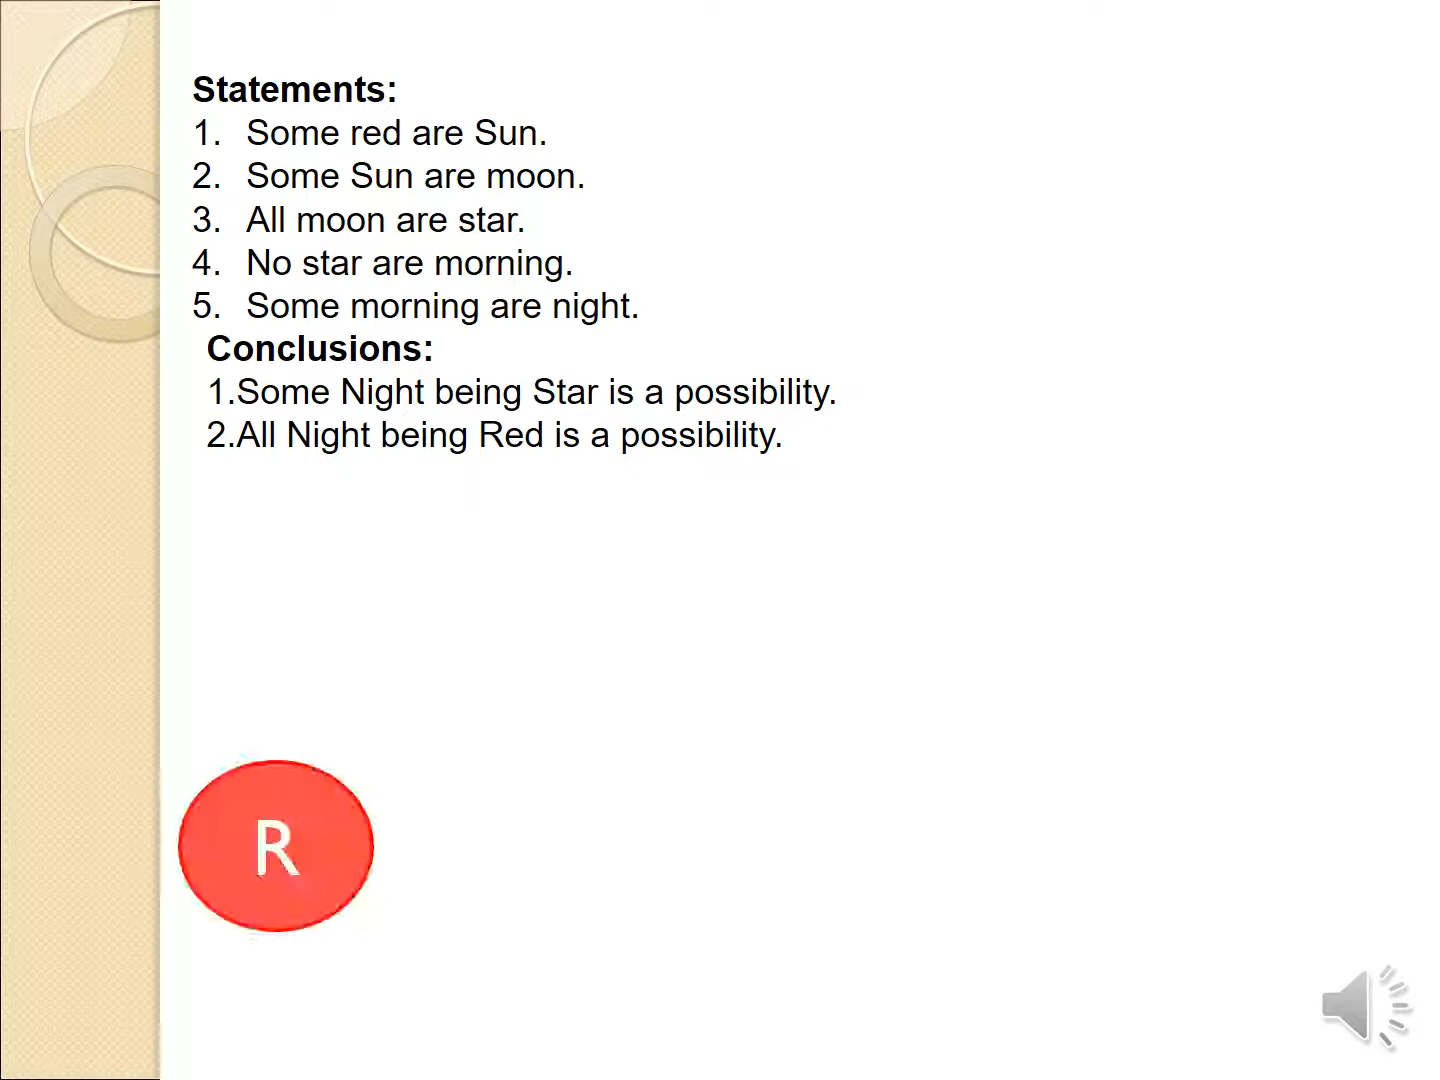 Statements:
1. Some red are Sun.
2. Some Sun are moon.
3. All moon are star.
4. No star are morning.
5. Some morning are night.
Conclusions:
1.Some Night being Star is a possibility.
2.All Night being Red is a possibility.
R